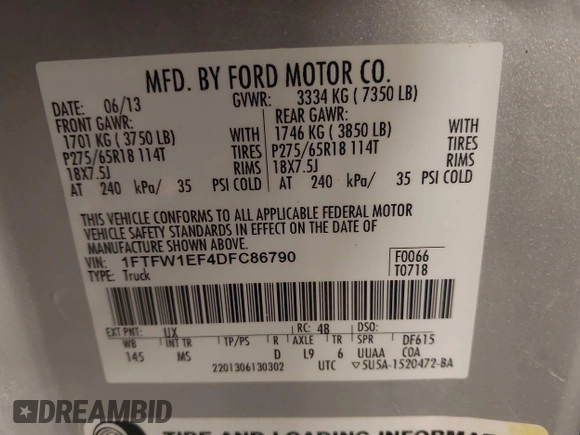 MFD. BY FORD MOTOR CO.
DATE: 06/13 GVWR: 3334 KG ( 7350 LB)
FRONT GAWR: REAR GAWR:
1701 KG ( 3750 LB) WITH 1746 KG ( 3850 LB) WITH
P275/65R18 114T TIRES P275/65R18 114T TIRES
18X7.5J RIMS 18X7.5J RIMS
AT 240 kPa/ 35 PSI COLD AT 240 kPa/ 35 PSI COLD
THIS VEHICLE CONFORMS TO ALL APPLICABLE FEDERAL MOTOR
VEHICLE SAFETY STANDARDS IN EFFECT ON THE DATE OF
MANUFACTURE SHOWN ABOVE.
VIN: 1FTFW1EF4DFC86790 F0066
TYPE: Truck T0718
EXT PNT: UX RC: 48 DSO:
WB INT TR TP/PS R AXLE TR SPR DF615
145 MS D L9 6 UUAA COA
2201306130302 UTC ▽5U5A-1520472-BA
DREAMBID
TIRE AND LOADING INFORMA